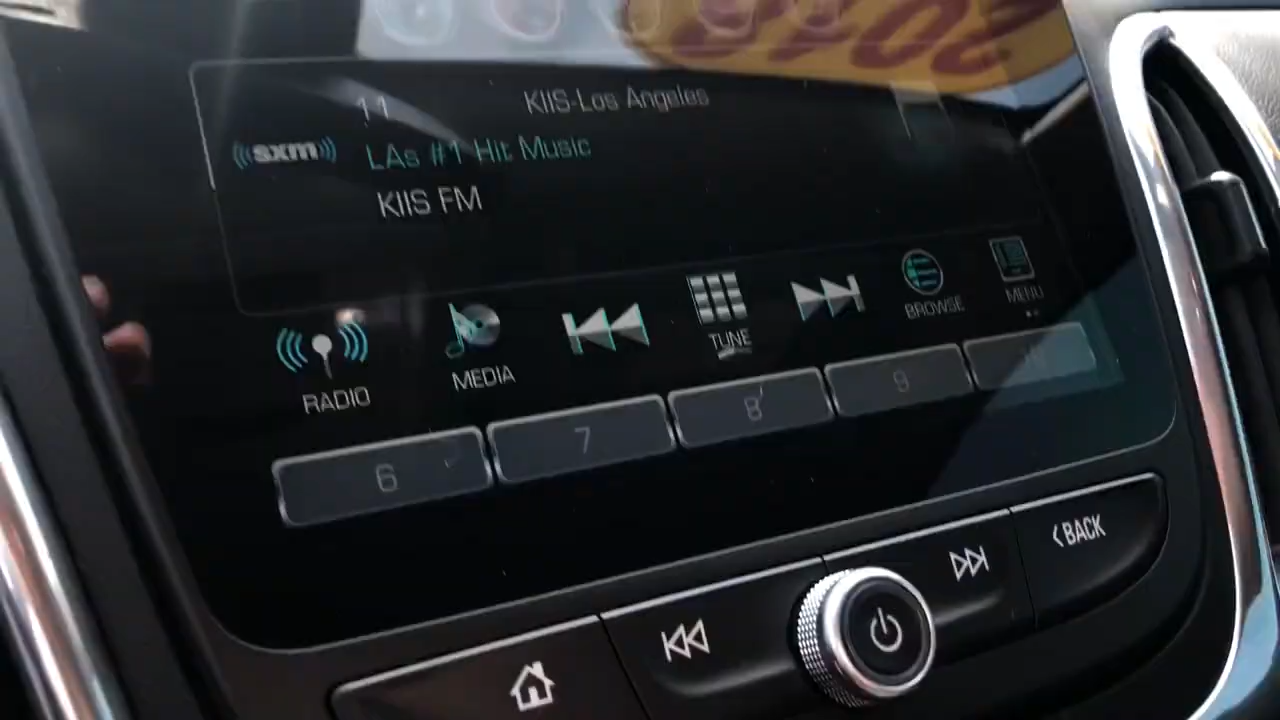 11
KIIS-Los Angeles
sxm
LAs #1 Hit Music
KIIS FM
RADIO
MEDIA
TUNE
BROWSE
MENU
6
7
8
9
BACK